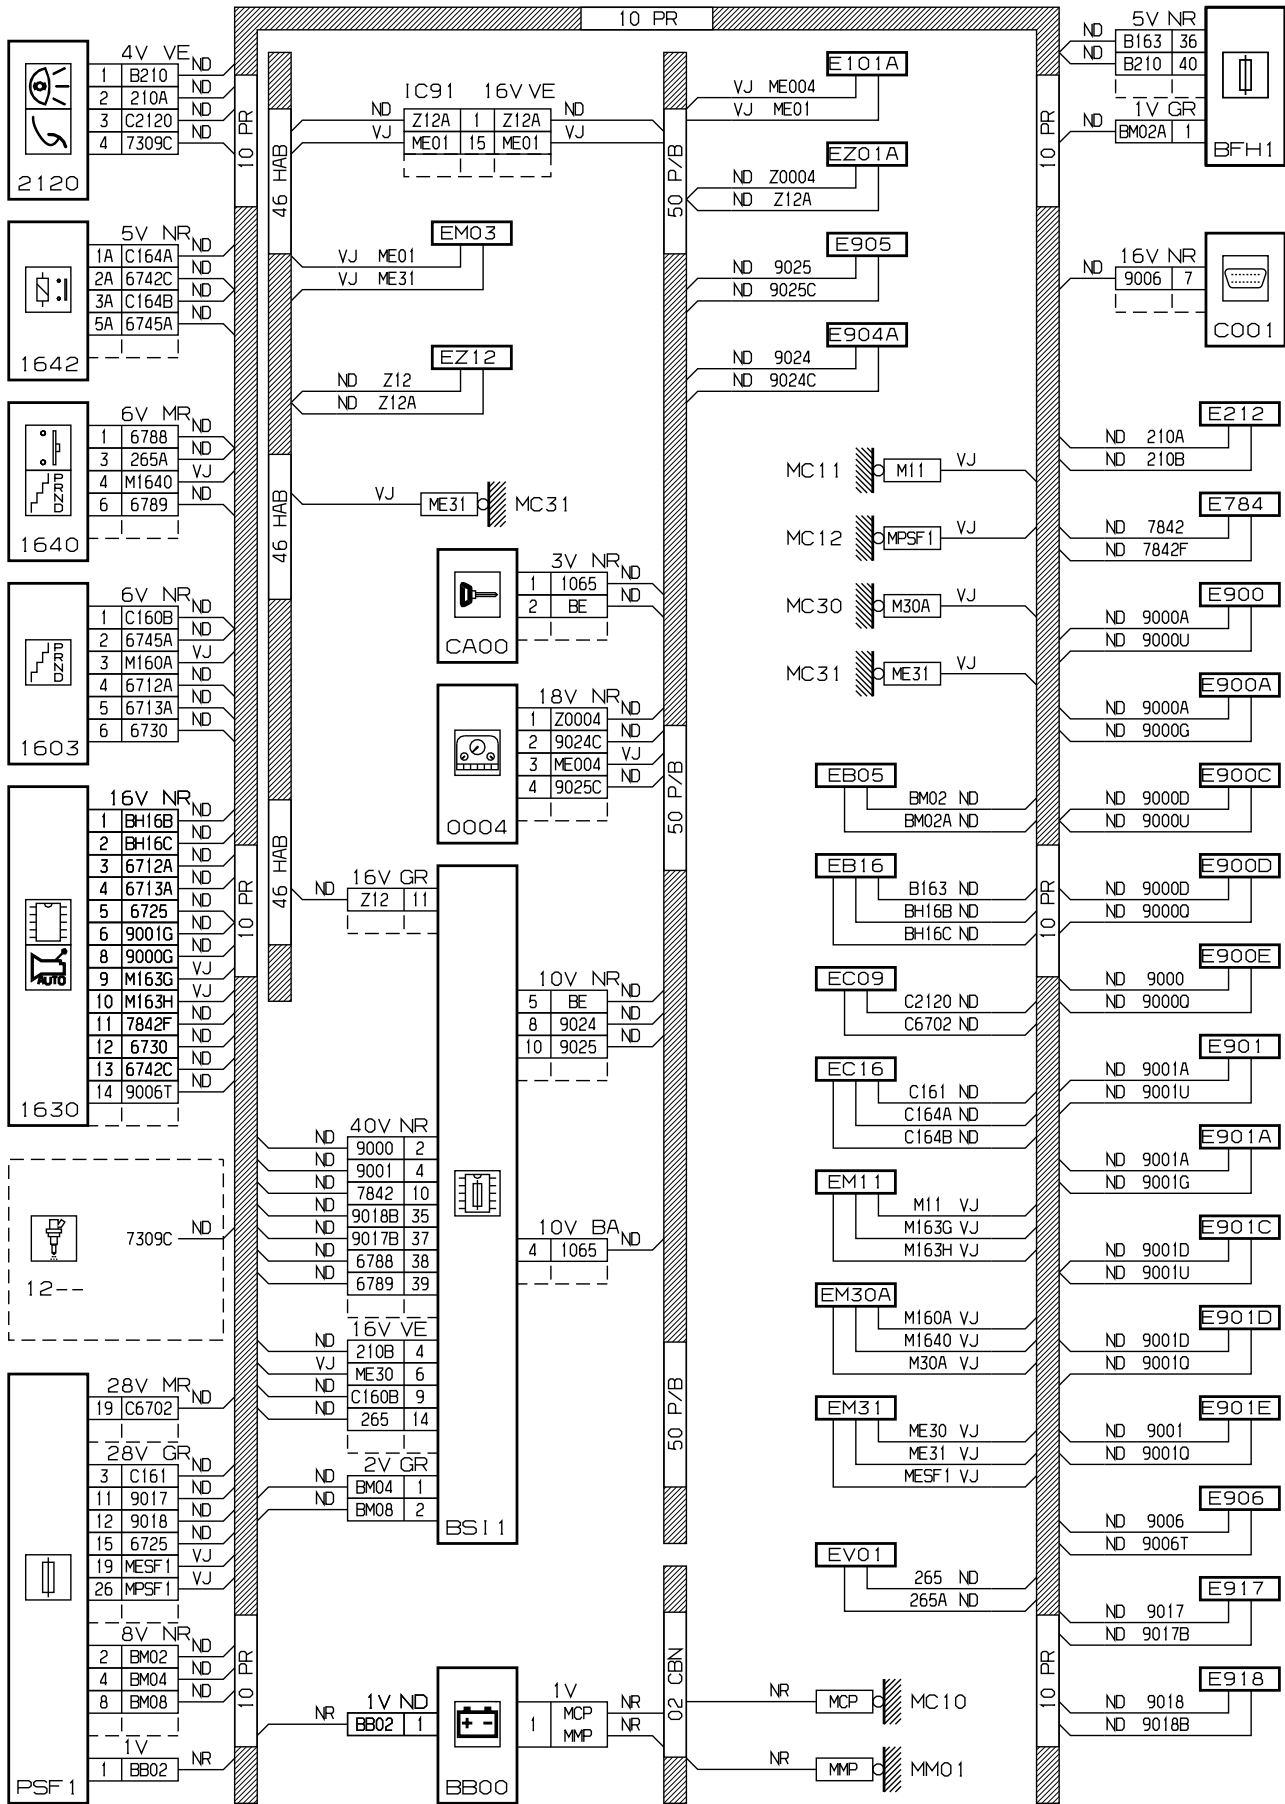 10 PR
4V VE
1 B210 ND
2 210A ND
3 C2120 ND
4 7309C ND
2120
5V NR
1A C164A ND
2A 6742C ND
3A C164B ND
5A 6745A ND
1642
6V MR
1 6788 ND
3 265A ND
4 M1640 VJ
6 6789 ND
PRND
1640
6V NR
1 C160B ND
2 6745A ND
3 M160A VJ
4 6712A ND
5 6713A ND
6 6730 ND
PRND
1603
16V NR
1 BH16B ND
2 BH16C ND
3 6712A ND
4 6713A ND
5 6725 ND
6 9001G ND
8 9000G ND
9 M163G VJ
10 M163H VJ
11 7842F ND
12 6730 ND
13 6742C ND
14 9006T ND
AUTO
1630
7309C ND
12--
28V MR
19 C6702 ND
28V GR
3 C161 ND
11 9017 ND
12 9018 ND
15 6725 ND
19 MESF1 VJ
26 MPSF1 VJ
8V NR
2 BM02 ND
4 BM04 ND
8 BM08 ND
1V
1 BB02 NR
PSF1
10 PR
10 PR
10 PR
46 HAB
46 HAB
46 HAB
IC91 16V VE
ND Z12A 1 Z12A ND
VJ ME01 15 ME01 VJ
EM03
VJ ME01
VJ ME31
EZ12
ND Z12
ND Z12A
VJ ME31 MC31
3V NR
1 1065 ND
2 BE ND
CA00
18V NR
1 Z0004 ND
2 9024C ND
3 ME004 VJ
4 9025C ND
0004
16V GR
ND Z12 11
10V NR
5 BE ND
8 9024 ND
10 9025 ND
40V NR
ND 9000 2
ND 9001 4
ND 7842 10
ND 9018B 35
ND 9017B 37
ND 6788 38
ND 6789 39
10V BA
4 1065 ND
16V VE
ND 210B 4
VJ ME30 6
ND C160B 9
ND 265 14
2V GR
ND BM04 1
ND BM08 2
BSI1
1V ND
NR BB02 1
1V
1 MCP NR
MMP NR
BB00
50 P/B
50 P/B
50 P/B
02 CBN
E101A
VJ ME004
VJ ME01
EZ01A
ND Z0004
ND Z12A
E905
ND 9025
ND 9025C
E904A
ND 9024
ND 9024C
MC11 M11 VJ
MC12 MPSF1 VJ
MC30 M30A VJ
MC31 ME31 VJ
EB05
BM02 ND
BM02A ND
EB16
B163 ND
BH16B ND
BH16C ND
EC09
C2120 ND
C6702 ND
EC16
C161 ND
C164A ND
C164B ND
EM11
M11 VJ
M163G VJ
M163H VJ
EM30A
M160A VJ
M1640 VJ
M30A VJ
EM31
ME30 VJ
ME31 VJ
MESF1 VJ
EV01
265 ND
265A ND
NR MCP MC10
NR MMP MM01
10 PR
10 PR
10 PR
5V NR
ND B163 36
ND B210 40
1V GR
ND BM02A 1
BFH1
16V NR
ND 9006 7
C001
E212
ND 210A
ND 210B
E784
ND 7842
ND 7842F
E900
ND 9000A
ND 9000U
E900A
ND 9000A
ND 9000G
E900C
ND 9000D
ND 9000U
E900D
ND 9000D
ND 9000Q
E900E
ND 9000
ND 9000Q
E901
ND 9001A
ND 9001U
E901A
ND 9001A
ND 9001G
E901C
ND 9001D
ND 9001U
E901D
ND 9001D
ND 9001Q
E901E
ND 9001
ND 9001Q
E906
ND 9006
ND 9006T
E917
ND 9017
ND 9017B
E918
ND 9018
ND 9018B